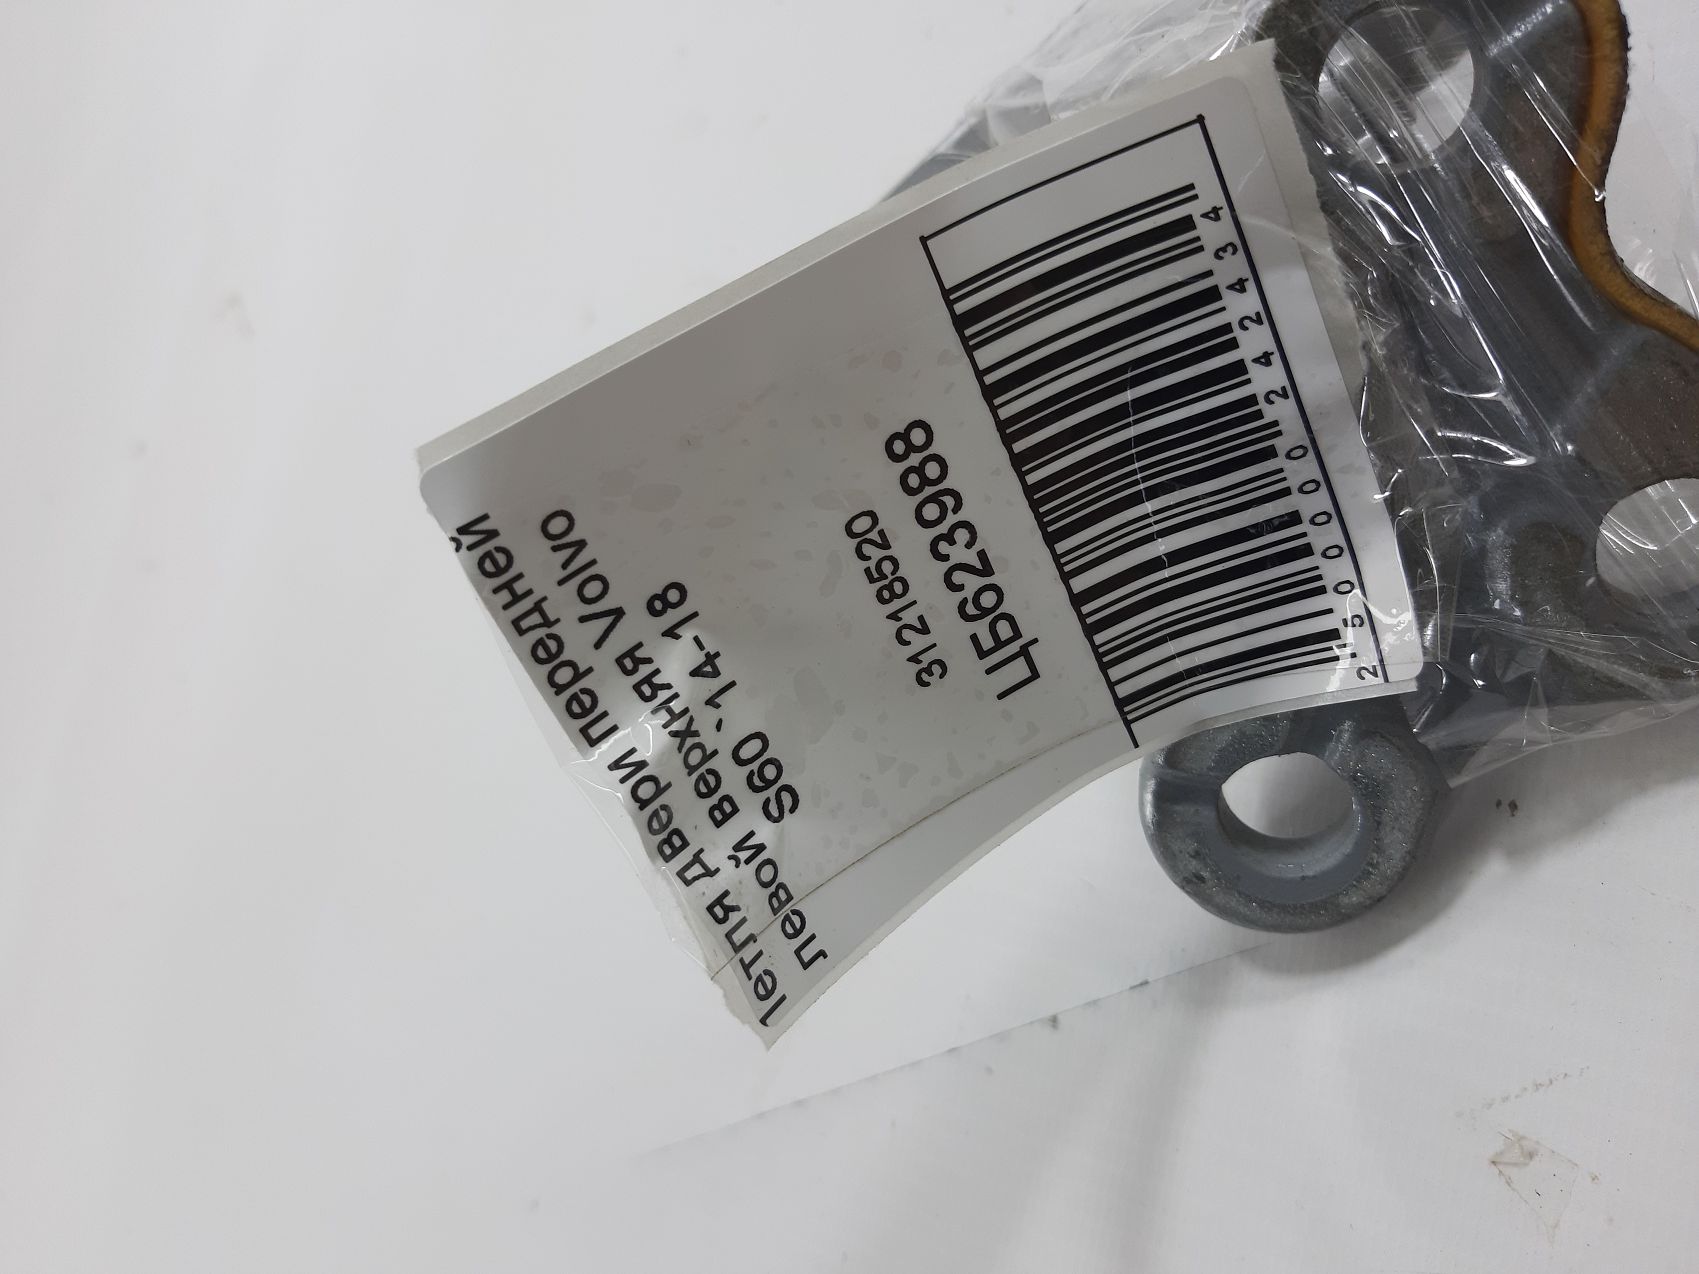 Петля двери передней
левой верхняя Volvo
S60 `14-18
31218520
ЦБ623988
2150000242434